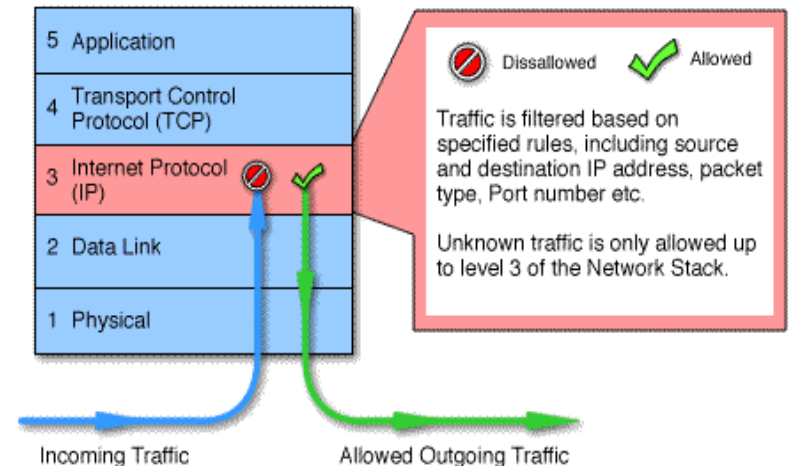 5 Application
4 Transport Control
Protocol (TCP)
3 Internet Protocol
(IP)
2 Data Link
1 Physical
Incoming Traffic
Allowed Outgoing Traffic
Dissallowed
Allowed
Traffic is filtered based on
specified rules, including source
and destination IP address, packet
type, Port number etc.
Unknown traffic is only allowed up
to level 3 of the Network Stack.